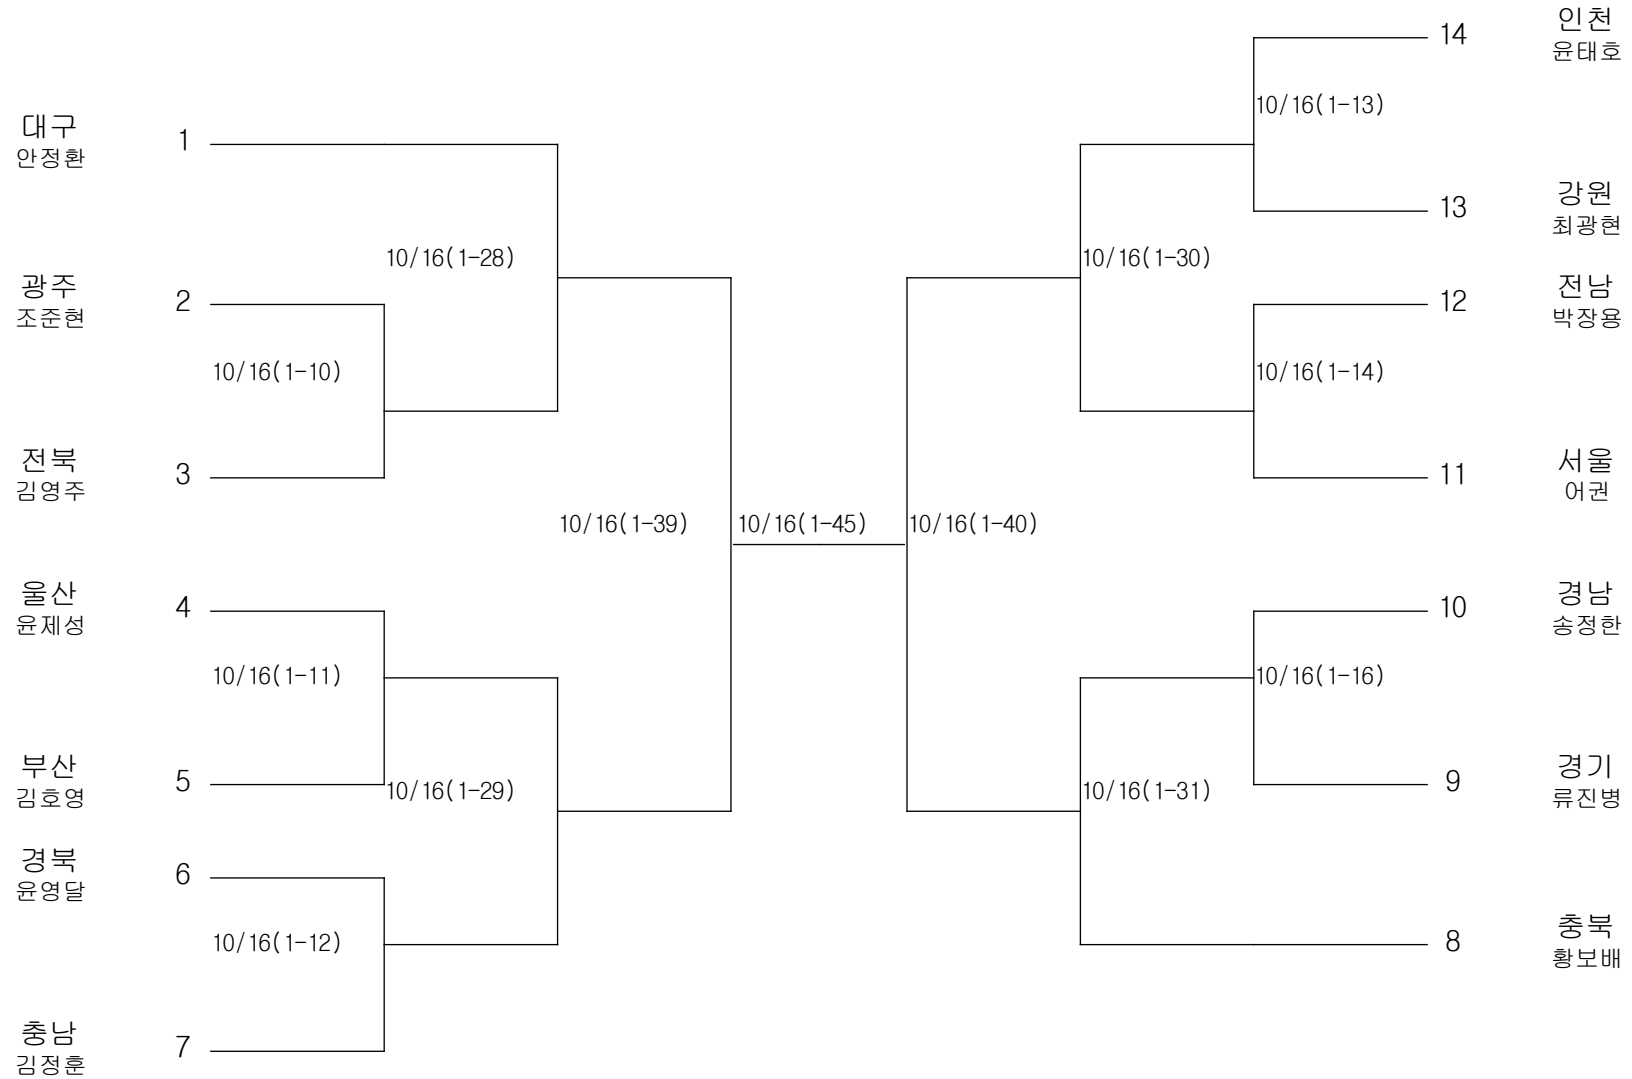 대구
안정환
1
10/16(1-28)
광주
조준현
2
10/16(1-10)
전북
김영주
3
10/16(1-39)
울산
윤제성
4
10/16(1-11)
부산
김호영
5
10/16(1-29)
경북
윤영달
6
10/16(1-12)
충남
김정훈
7
10/16(1-45)
10/16(1-40)
14
인천
윤태호
10/16(1-13)
13
강원
최광현
10/16(1-30)
12
전남
박장용
10/16(1-14)
11
서울
어권
10
경남
송정한
10/16(1-16)
9
경기
류진병
10/16(1-31)
8
충북
황보배